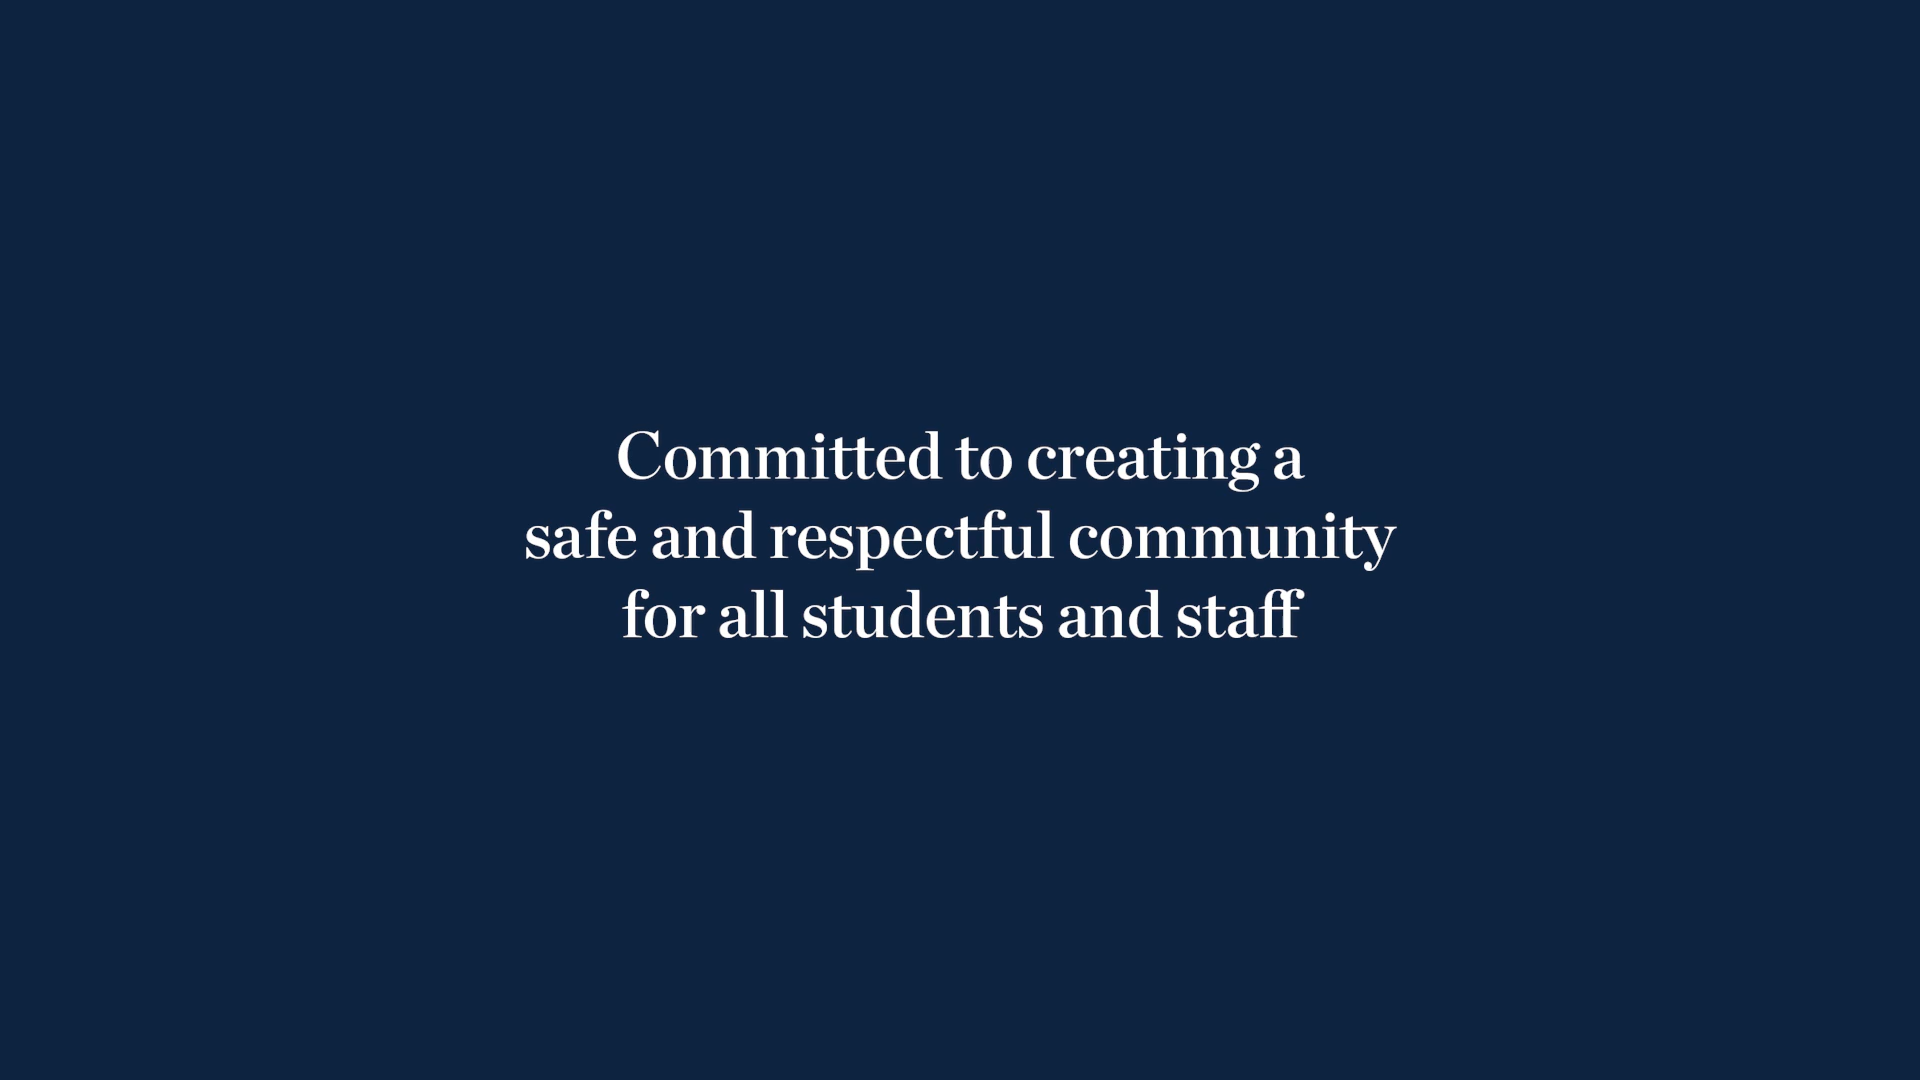 Committed to creating a
safe and respectful community
for all students and staff